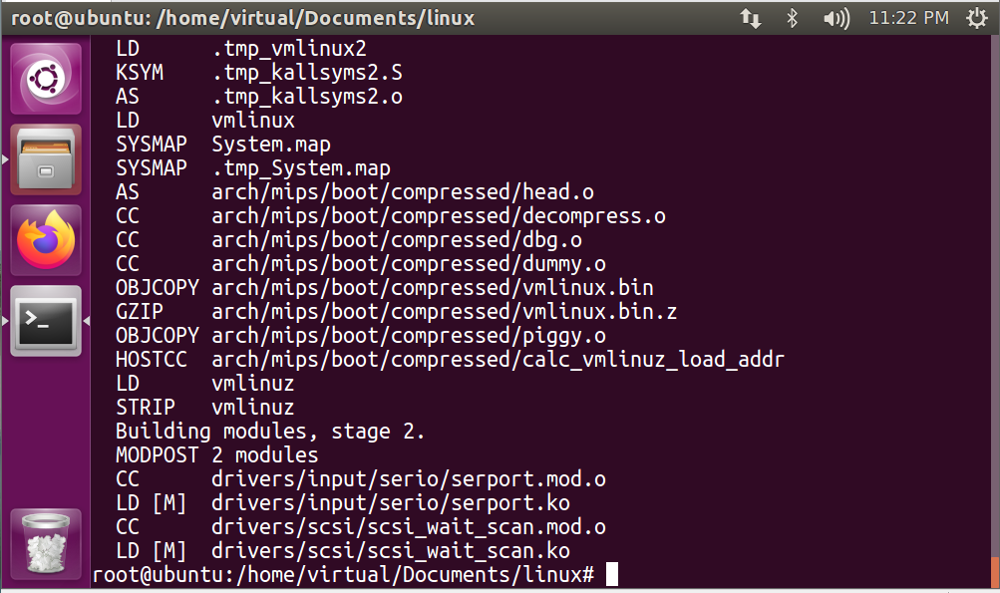 root@ubuntu: /home/virtual/Documents/linux
11:22 PM
LD .tmp_vmlinux2
KSYM .tmp_kallsyms2.S
AS .tmp_kallsyms2.o
LD vmlinux
SYSMAP System.map
SYSMAP .tmp_System.map
AS arch/mips/boot/compressed/head.o
CC arch/mips/boot/compressed/decompress.o
CC arch/mips/boot/compressed/dbg.o
CC arch/mips/boot/compressed/dummy.o
OBJCOPY arch/mips/boot/compressed/vmlinux.bin
GZIP arch/mips/boot/compressed/vmlinux.bin.z
OBJCOPY arch/mips/boot/compressed/piggy.o
HOSTCC arch/mips/boot/compressed/calc_vmlinuz_load_addr
LD vmlinuz
STRIP vmlinuz
Building modules, stage 2.
MODPOST 2 modules
CC drivers/input/serio/serport.mod.o
LD [M] drivers/input/serio/serport.ko
CC drivers/scsi/scsi_wait_scan.mod.o
LD [M] drivers/scsi/scsi_wait_scan.ko
root@ubuntu:/home/virtual/Documents/linux#